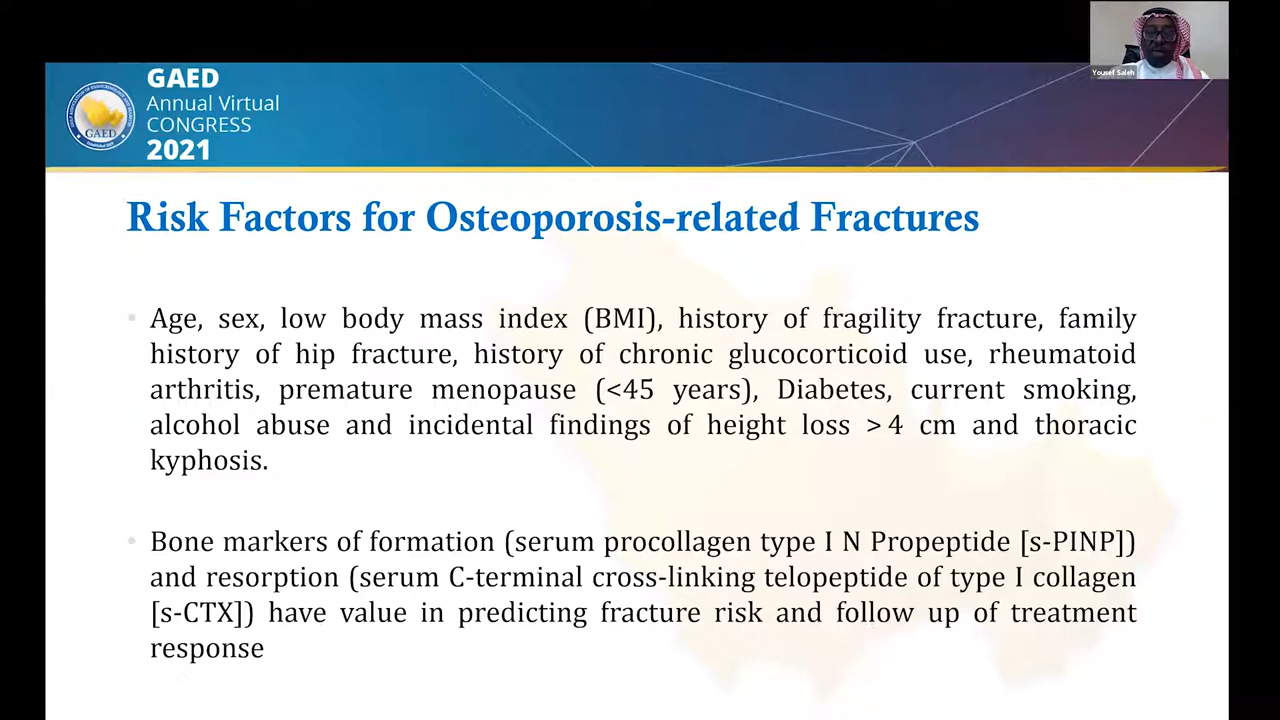 Yousef Saleh
GAED
Annual Virtual
CONGRESS
2021
GAED
Risk Factors for Osteoporosis-related Fractures
Age, sex, low body mass index (BMI), history of fragility fracture, family
history of hip fracture, history of chronic glucocorticoid use, rheumatoid
arthritis, premature menopause (<45 years), Diabetes, current smoking,
alcohol abuse and incidental findings of height loss > 4 cm and thoracic
kyphosis.
Bone markers of formation (serum procollagen type I N Propeptide [s-PINP])
and resorption (serum C-terminal cross-linking telopeptide of type I collagen
[s-CTX]) have value in predicting fracture risk and follow up of treatment
response